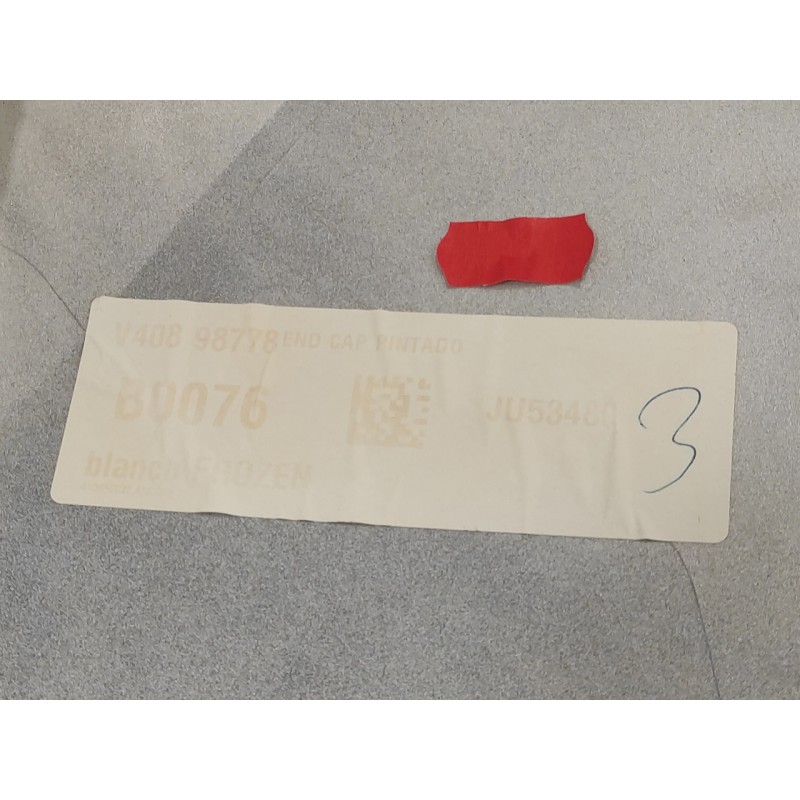 V408 98778 END CAP PINTADO
B0076
JU53480
3
blanco FROZEN